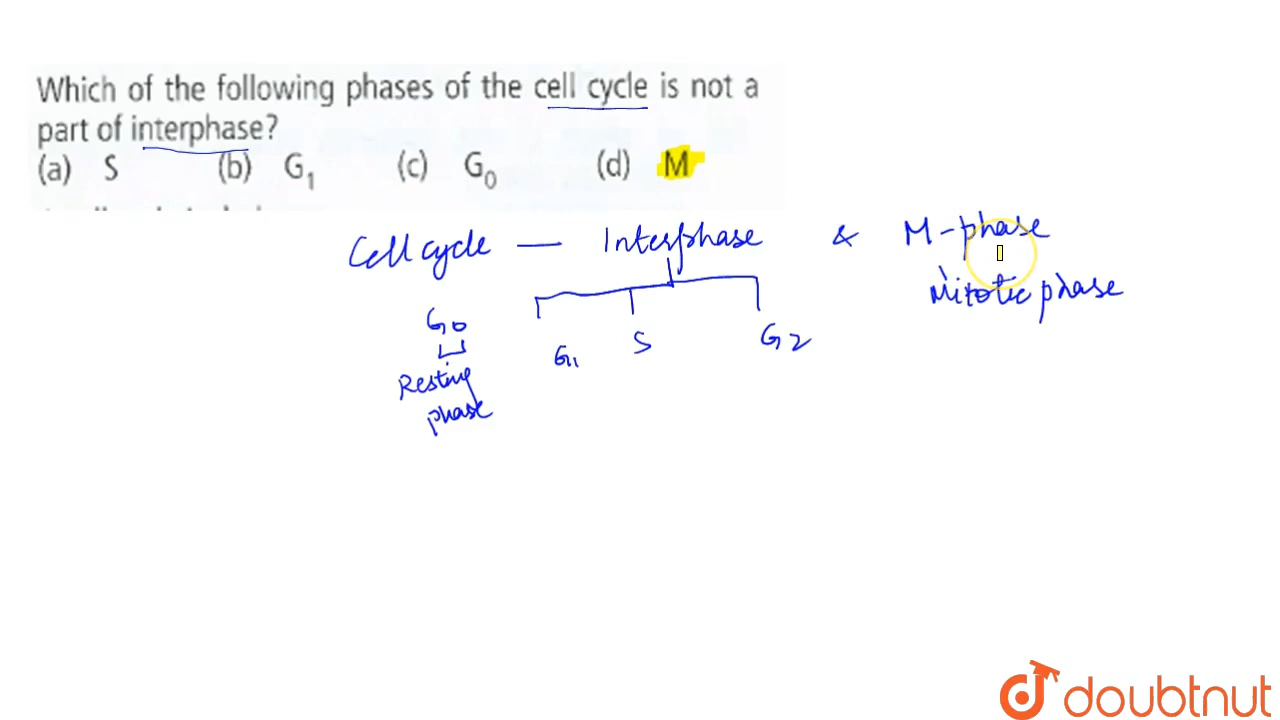 Which of the following phases of the cell cycle is not a
part of interphase?
(a) S (b) G₁ (c) G₀ (d) M
Cell cycle — Interphase & M-phase
Mitotic phase
G₀ G₁ S G₂
Resting
phase
doubtnut